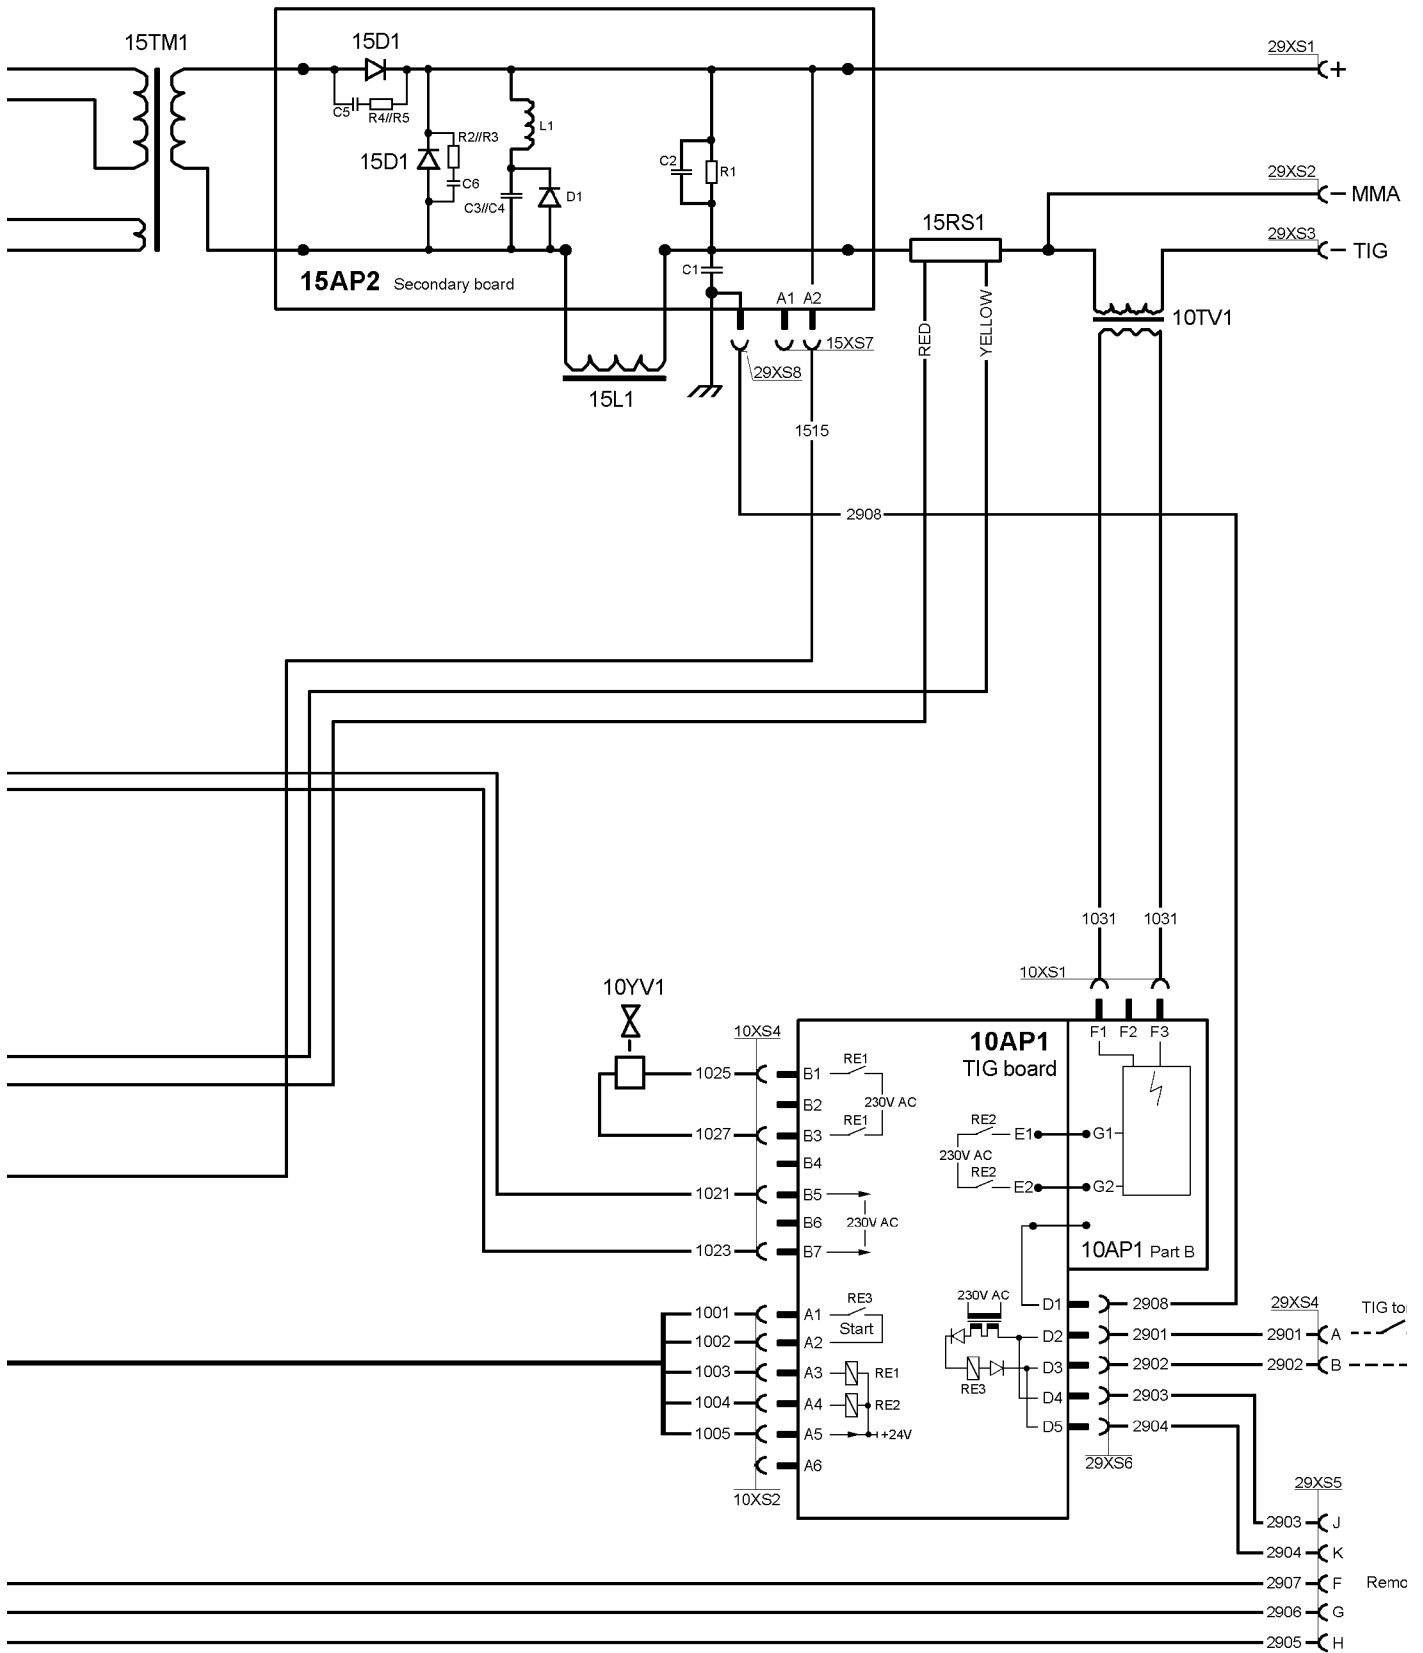 15TM1
15D1
29XS1
+
C5
R4//R5
L1
R2//R3
15D1
C6
C3//C4
D1
C2
R1
29XS2
MMA
15RS1
29XS3
TIG
C1
15AP2 Secondary board
A1 A2
RED
YELLOW
10TV1
15XS7
29XS8
15L1
1515
2908
1031 1031
10XS1
10YV1
10XS4
10AP1
TIG board
F1 F2 F3
1025
B1
RE1
B2
230V AC
1027
B3
RE1
RE2
E1
G1
230V AC
B4
RE2
E2
G2
1021
B5
B6
230V AC
1023
B7
10AP1 Part B
RE3
230V AC
D1
2908
29XS4
TIG to
1001
A1
Start
1002
A2
D2
2901
2901
A
1003
A3
RE1
RE3
D3
2902
2902
B
1004
A4
RE2
D4
2903
1005
A5
+24V
D5
2904
A6
29XS6
10XS2
29XS5
2903
J
2904
K
2907
F
Remo
2906
G
2905
H